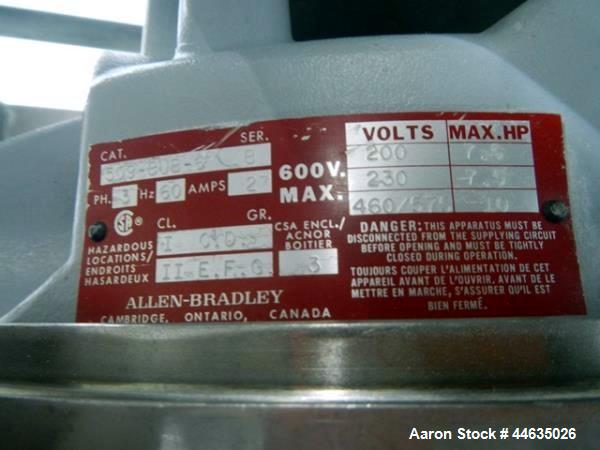 CAT.
SER.
B
PH. 3 Hz 60 AMPS 27
600V.
MAX.
VOLTS MAX.HP
200 7.5
230 7.5
460/575 10
HAZARDOUS
LOCATIONS/
ENDROITS
HASARDEUX
CL. GR.
I C.D.
II E.F.G.
CSA ENCL./
ACNOR
BOITIER
3
DANGER: THIS APPARATUS MUST BE
DISCONNECTED FROM THE SUPPLYING CIRCUIT
BEFORE OPENING AND MUST BE TIGHTLY
CLOSED DURING OPERATION.
TOUJOURS COUPER L'ALIMENTATION DE CET
APPAREIL AVANT DE L'OUVRIR. AVANT DE LE
METTRE EN MARCHE, S'ASSURER QU'IL EST
BIEN FERMÉ.
ALLEN-BRADLEY
CAMBRIDGE, ONTARIO, CANADA
Aaron Stock # 44635026